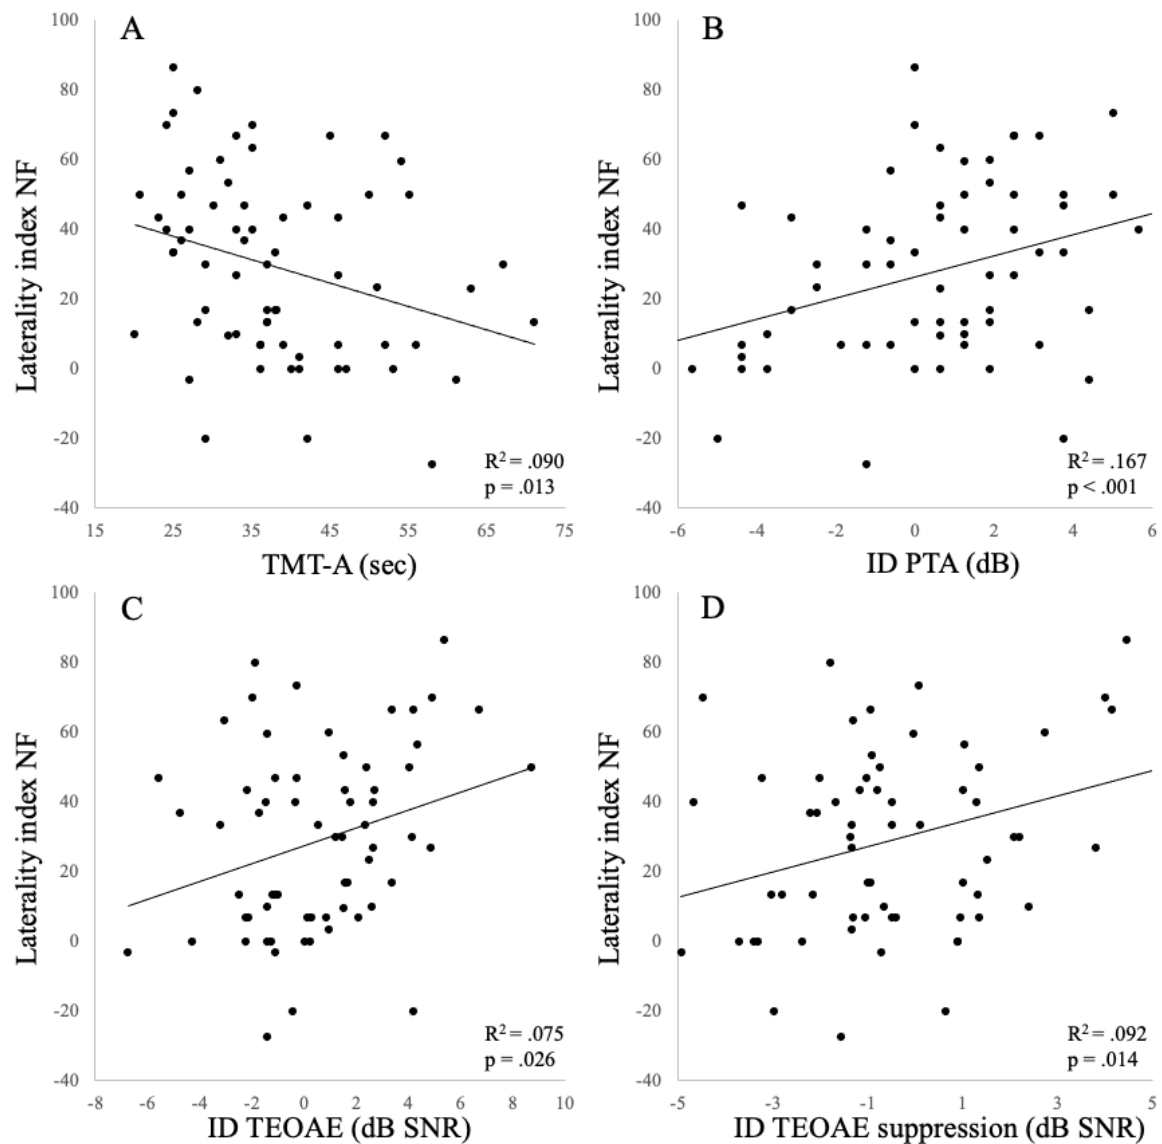 A
100
80
60
40
20
0
-20
-40
Laterality index NF
R² = .090
p = .013
15 25 35 45 55 65 75
TMT-A (sec)
B
100
80
60
40
20
0
-20
-40
Laterality index NF
R² = .167
p < .001
-6 -4 -2 0 2 4 6
ID PTA (dB)
C
100
80
60
40
20
0
-20
-40
Laterality index NF
R² = .075
p = .026
-8 -6 -4 -2 0 2 4 6 8 10
ID TEOAE (dB SNR)
D
100
80
60
40
20
0
-20
-40
Laterality index NF
R² = .092
p = .014
-5 -3 -1 1 3 5
ID TEOAE suppression (dB SNR)